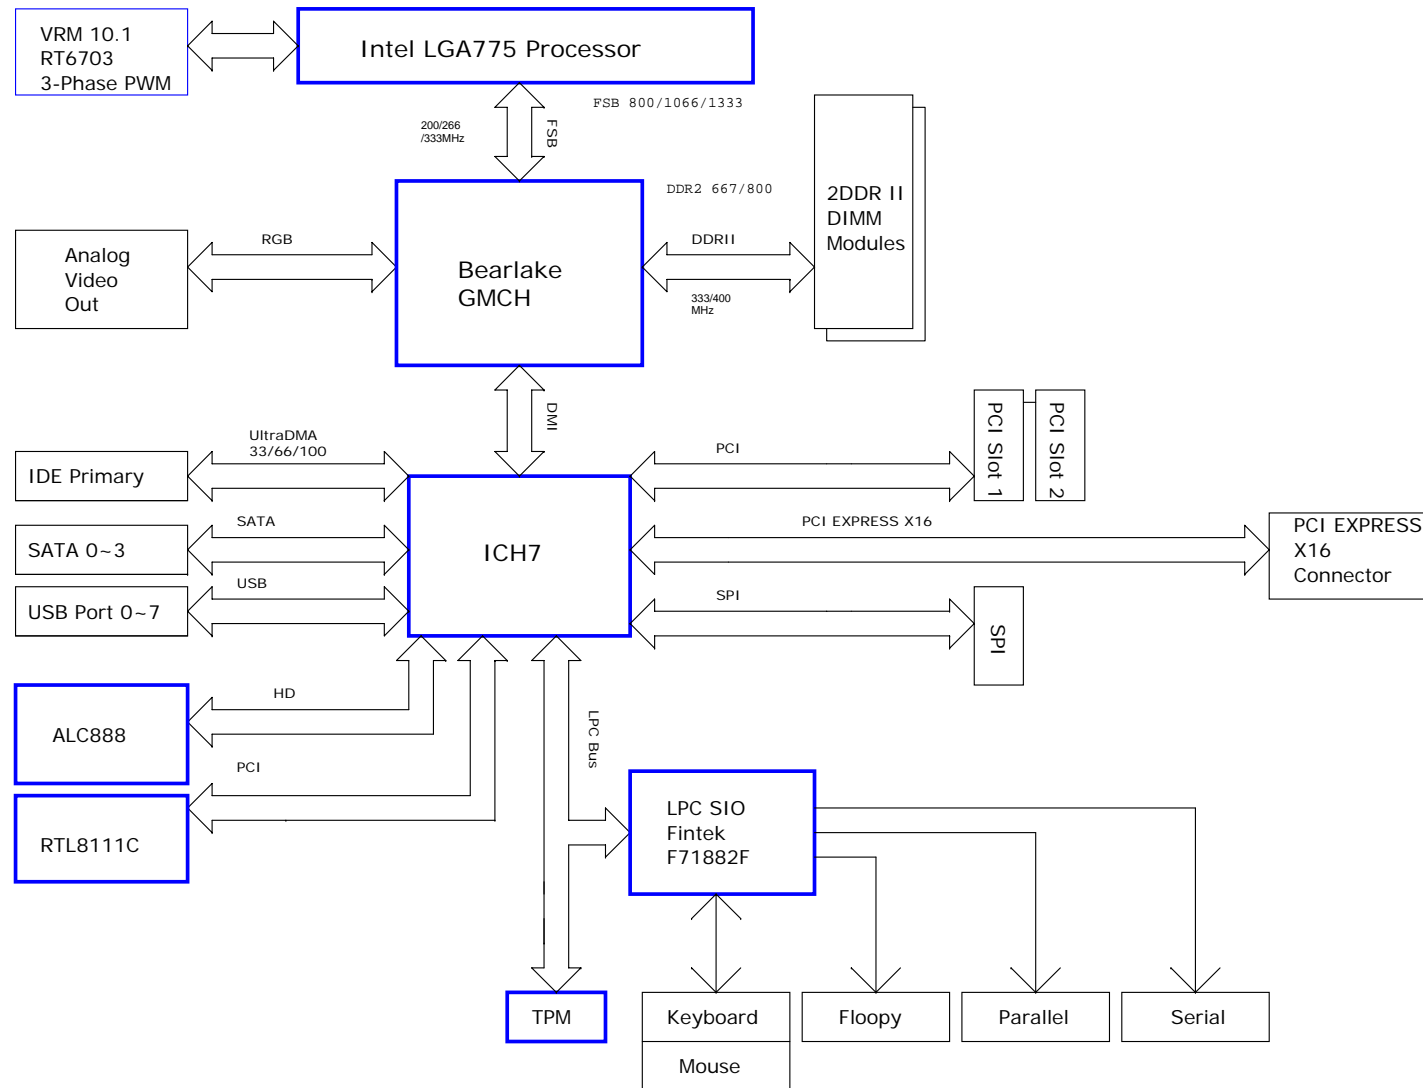 VRM 10.1
RT6703
3-Phase PWM
Intel LGA775 Processor
FSB 800/1066/1333
200/266
/333MHz
FSB
DDR2 667/800
2DDR II
DIMM
Modules
Analog
Video
Out
RGB
Bearlake
GMCH
DDRII
333/400
MHz
DMI
UltraDMA
33/66/100
IDE Primary
PCI
PCI Slot 1
PCI Slot 2
SATA
SATA 0~3
ICH7
PCI EXPRESS X16
PCI EXPRESS
X16
Connector
USB
USB Port 0~7
SPI
SPI
HD
ALC888
LPC Bus
PCI
RTL8111C
LPC SIO
Fintek
F71882F
TPM
Keyboard
Mouse
Floopy
Parallel
Serial